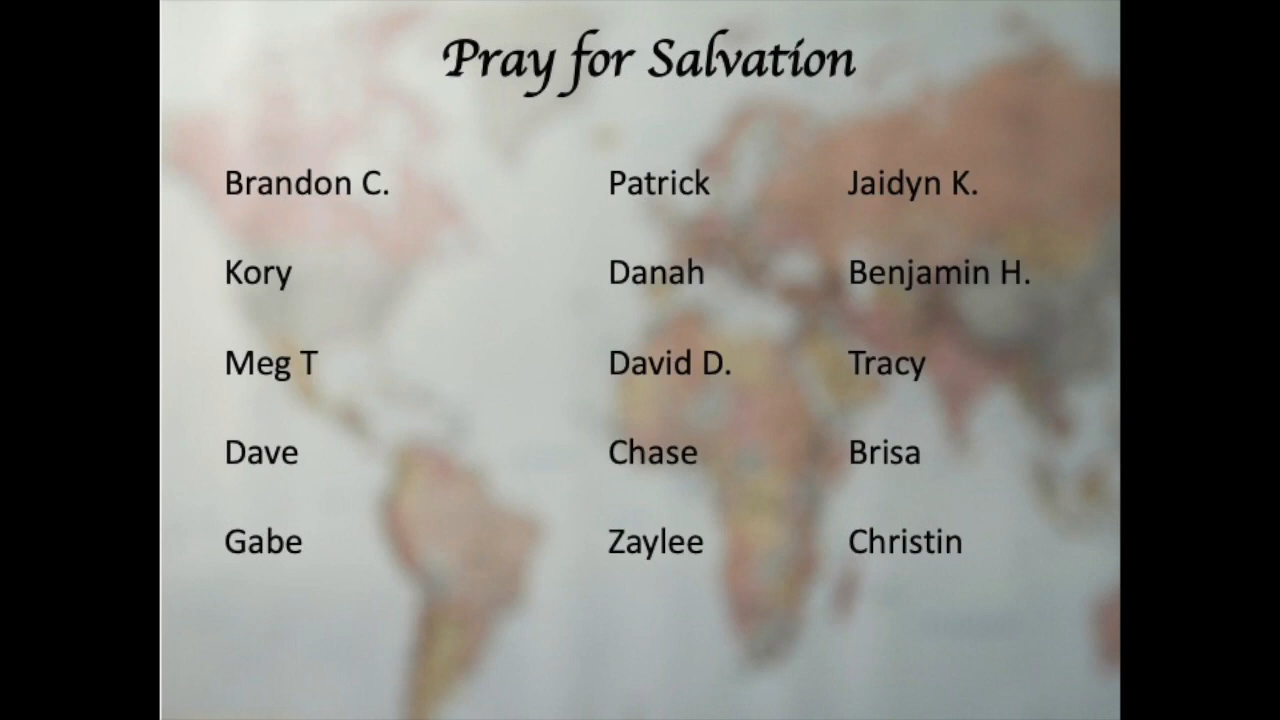 Pray for Salvation
Brandon C. Patrick Jaidyn K.
Kory Danah Benjamin H.
Meg T David D. Tracy
Dave Chase Brisa
Gabe Zaylee Christin